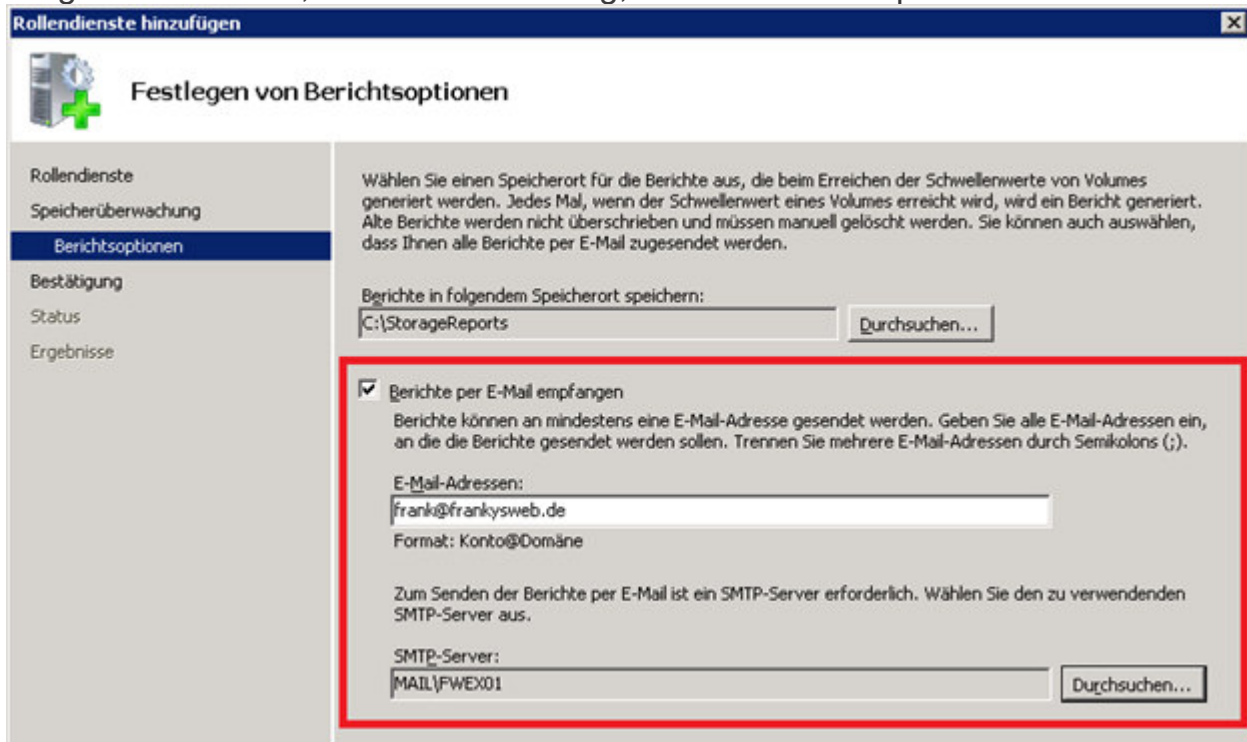 Rollendienste hinzufügen
Festlegen von Berichtsoptionen
Rollendienste
Speicherüberwachung
Berichtsoptionen
Bestätigung
Status
Ergebnisse
Wählen Sie einen Speicherort für die Berichte aus, die beim Erreichen der Schwellenwerte von Volumes
generiert werden. Jedes Mal, wenn der Schwellenwert eines Volumes erreicht wird, wird ein Bericht generiert.
Alte Berichte werden nicht überschrieben und müssen manuell gelöscht werden. Sie können auch auswählen,
dass Ihnen alle Berichte per E-Mail zugesendet werden.
Berichte in folgendem Speicherort speichern:
C:\StorageReports
Durchsuchen...
Berichte per E-Mail empfangen
Berichte können an mindestens eine E-Mail-Adresse gesendet werden. Geben Sie alle E-Mail-Adressen ein,
an die die Berichte gesendet werden sollen. Trennen Sie mehrere E-Mail-Adressen durch Semikolons (;).
E-Mail-Adressen:
frank@frankysweb.de
Format: Konto@Domäne
Zum Senden der Berichte per E-Mail ist ein SMTP-Server erforderlich. Wählen Sie den zu verwendenden
SMTP-Server aus.
SMTP-Server:
MAIL\FWEX01
Durchsuchen...